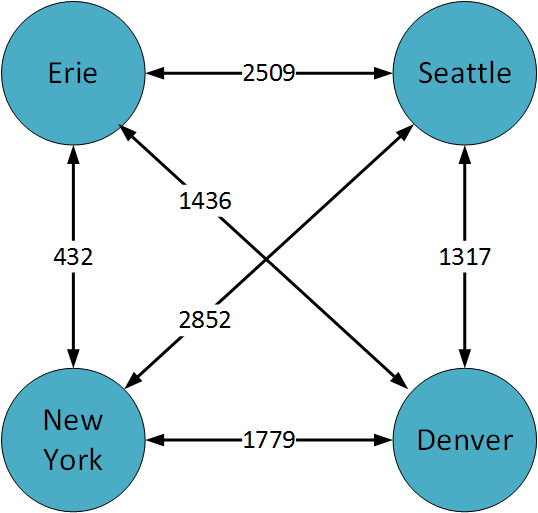 Erie
2509
Seattle
1436
432
1317
2852
New
York
1779
Denver